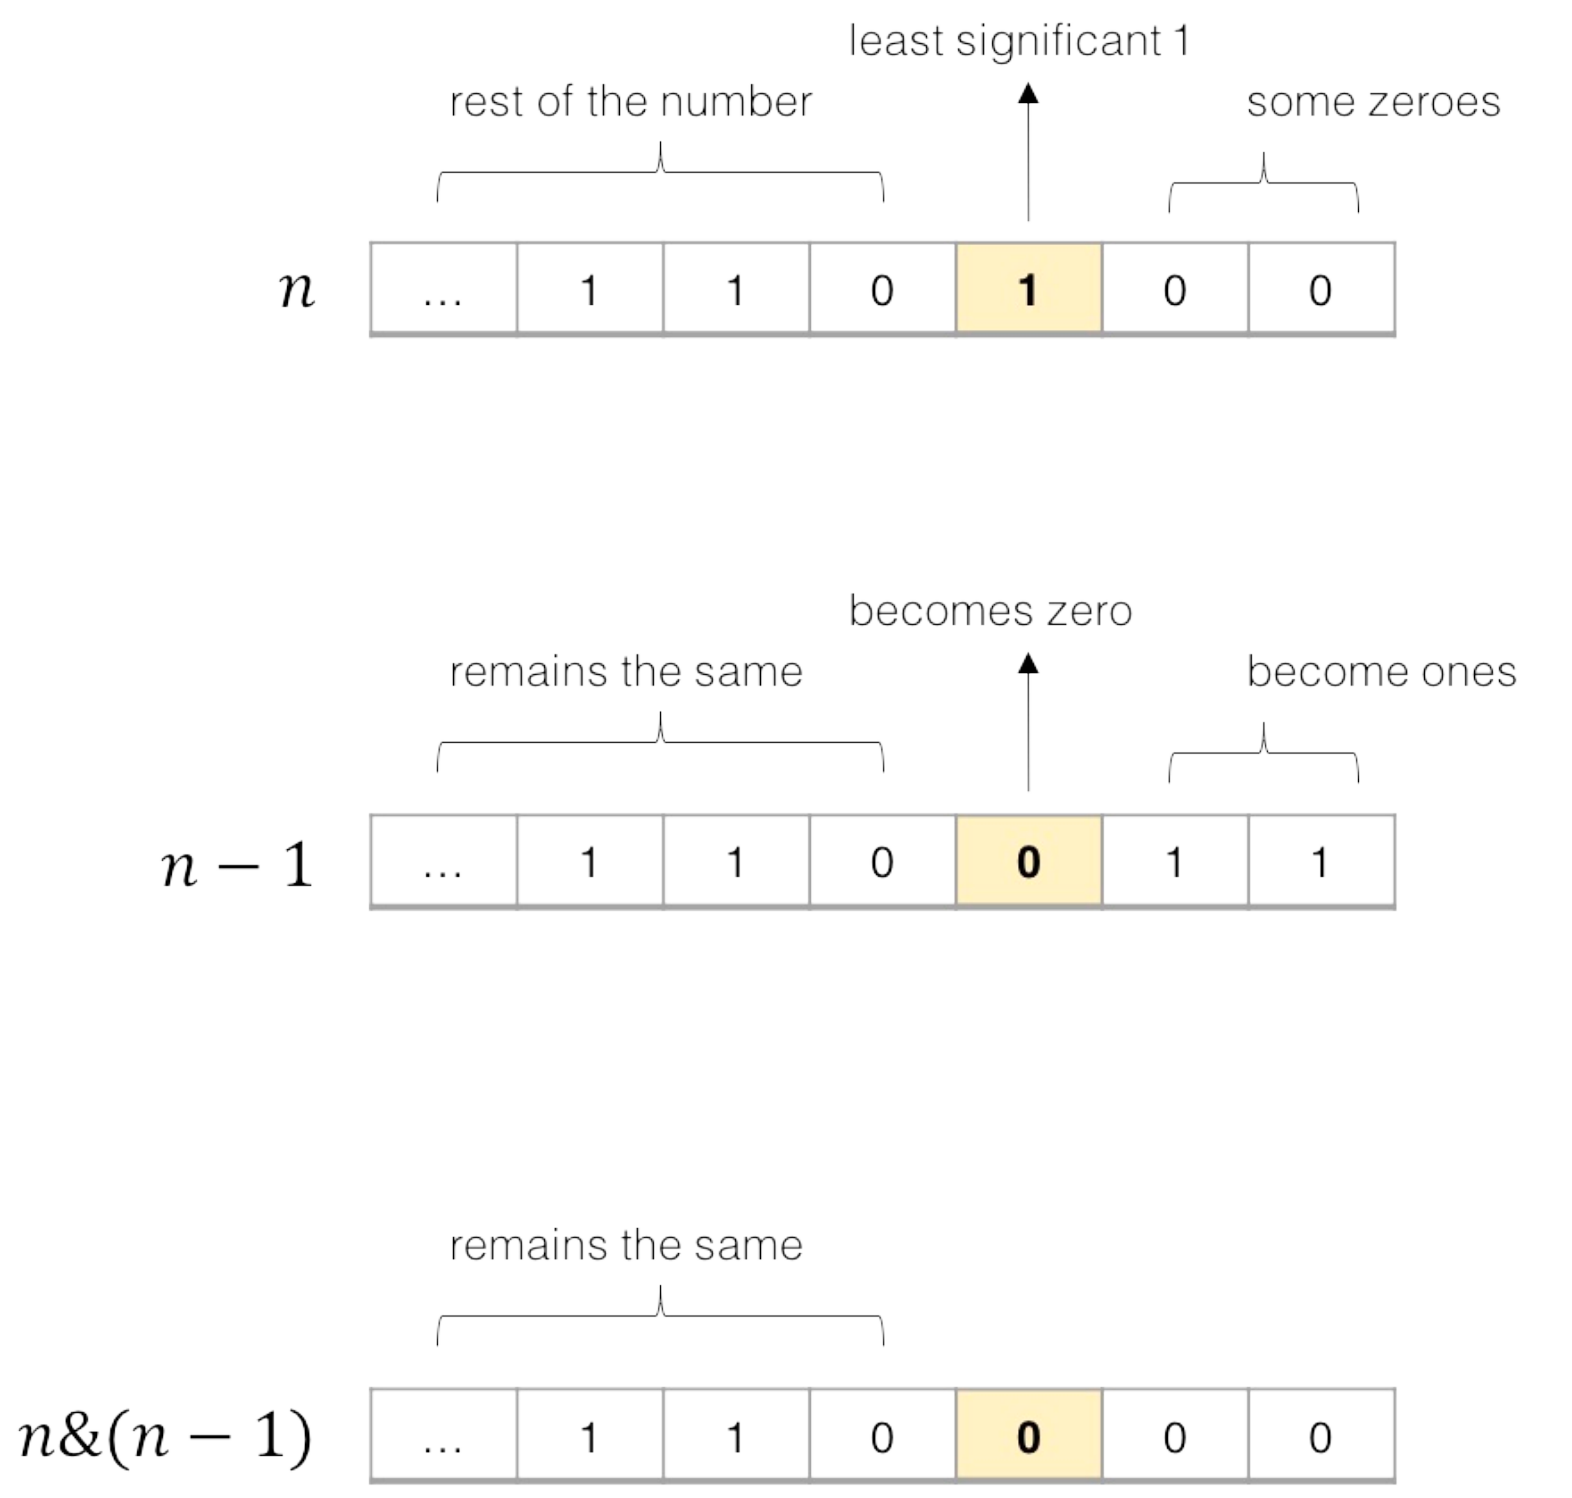 least significant 1
rest of the number
some zeroes
n ... 1 1 0 1 0 0
becomes zero
remains the same
become ones
n − 1 ... 1 1 0 0 1 1
remains the same
n&(n − 1) ... 1 1 0 0 0 0